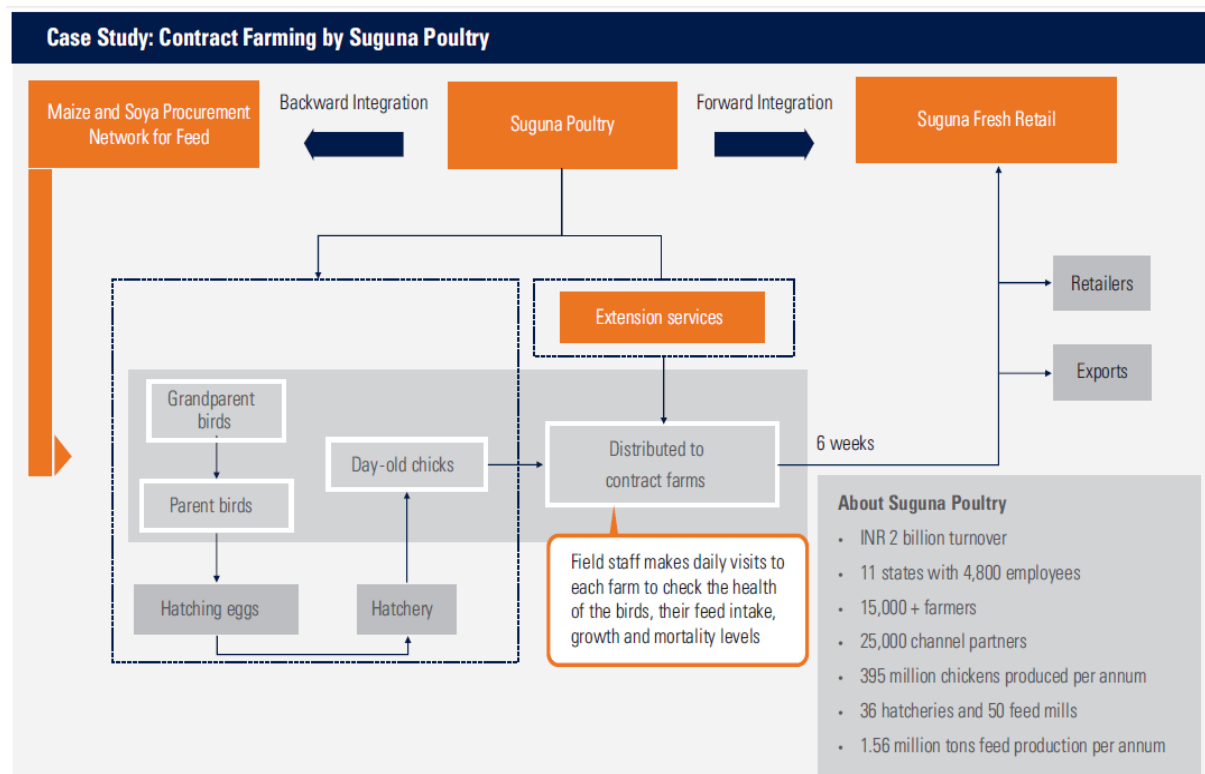 Case Study: Contract Farming by Suguna Poultry
Maize and Soya Procurement
Network for Feed
Backward Integration
Suguna Poultry
Forward Integration
Suguna Fresh Retail
Extension services
Retailers
Exports
Grandparent
birds
Parent birds
Hatching eggs
Hatchery
Day-old chicks
Distributed to
contract farms
6 weeks
Field staff makes daily visits to
each farm to check the health
of the birds, their feed intake,
growth and mortality levels
About Suguna Poultry
• INR 2 billion turnover
• 11 states with 4,800 employees
• 15,000 + farmers
• 25,000 channel partners
• 395 million chickens produced per annum
• 36 hatcheries and 50 feed mills
• 1.56 million tons feed production per annum